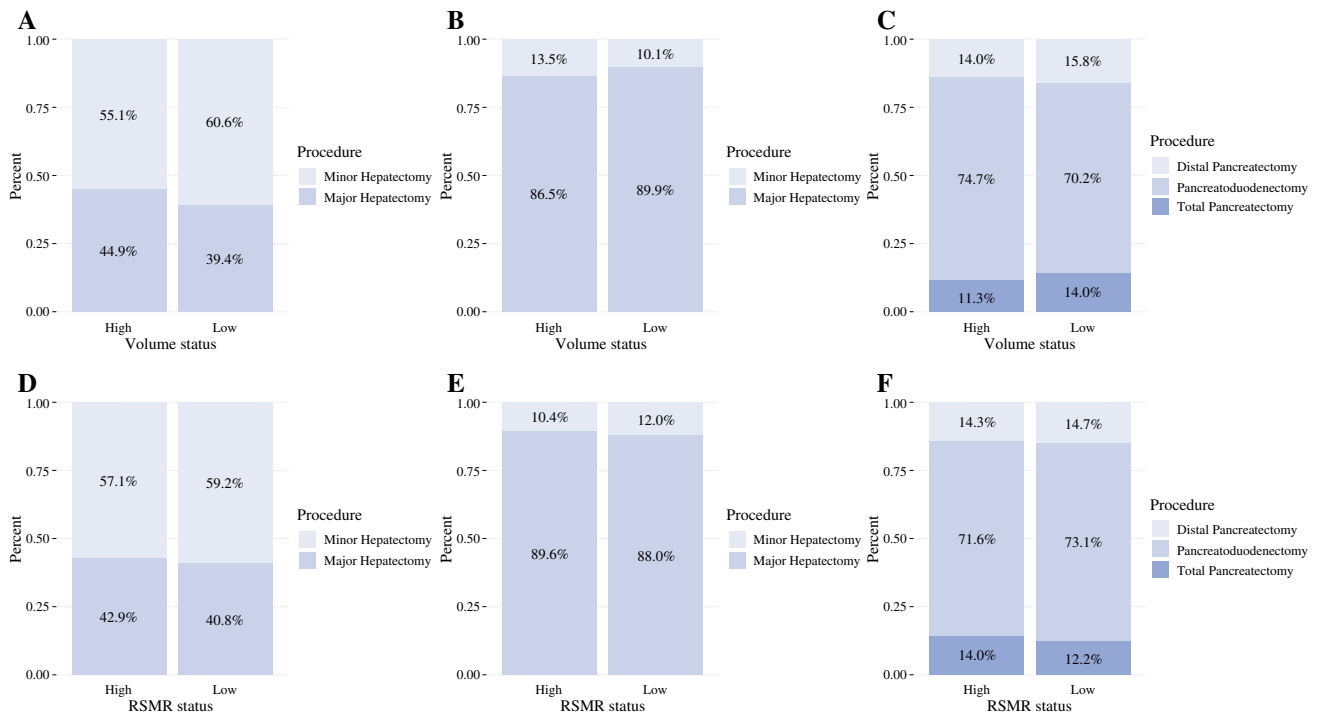 A
1.00
0.75
0.50
0.25
0.00
Percent
55.1%
60.6%
44.9%
39.4%
High
Low
Volume status
Procedure
Minor Hepatectomy
Major Hepatectomy
B
1.00
0.75
0.50
0.25
0.00
Percent
13.5%
10.1%
86.5%
89.9%
High
Low
Volume status
Procedure
Minor Hepatectomy
Major Hepatectomy
C
1.00
0.75
0.50
0.25
0.00
Percent
14.0%
15.8%
74.7%
70.2%
11.3%
14.0%
High
Low
Volume status
Procedure
Distal Pancreatectomy
Pancreatoduodenectomy
Total Pancreatectomy
D
1.00
0.75
0.50
0.25
0.00
Percent
57.1%
59.2%
42.9%
40.8%
High
Low
RSMR status
Procedure
Minor Hepatectomy
Major Hepatectomy
E
1.00
0.75
0.50
0.25
0.00
Percent
10.4%
12.0%
89.6%
88.0%
High
Low
RSMR status
Procedure
Minor Hepatectomy
Major Hepatectomy
F
1.00
0.75
0.50
0.25
0.00
Percent
14.3%
14.7%
71.6%
73.1%
14.0%
12.2%
High
Low
RSMR status
Procedure
Distal Pancreatectomy
Pancreatoduodenectomy
Total Pancreatectomy